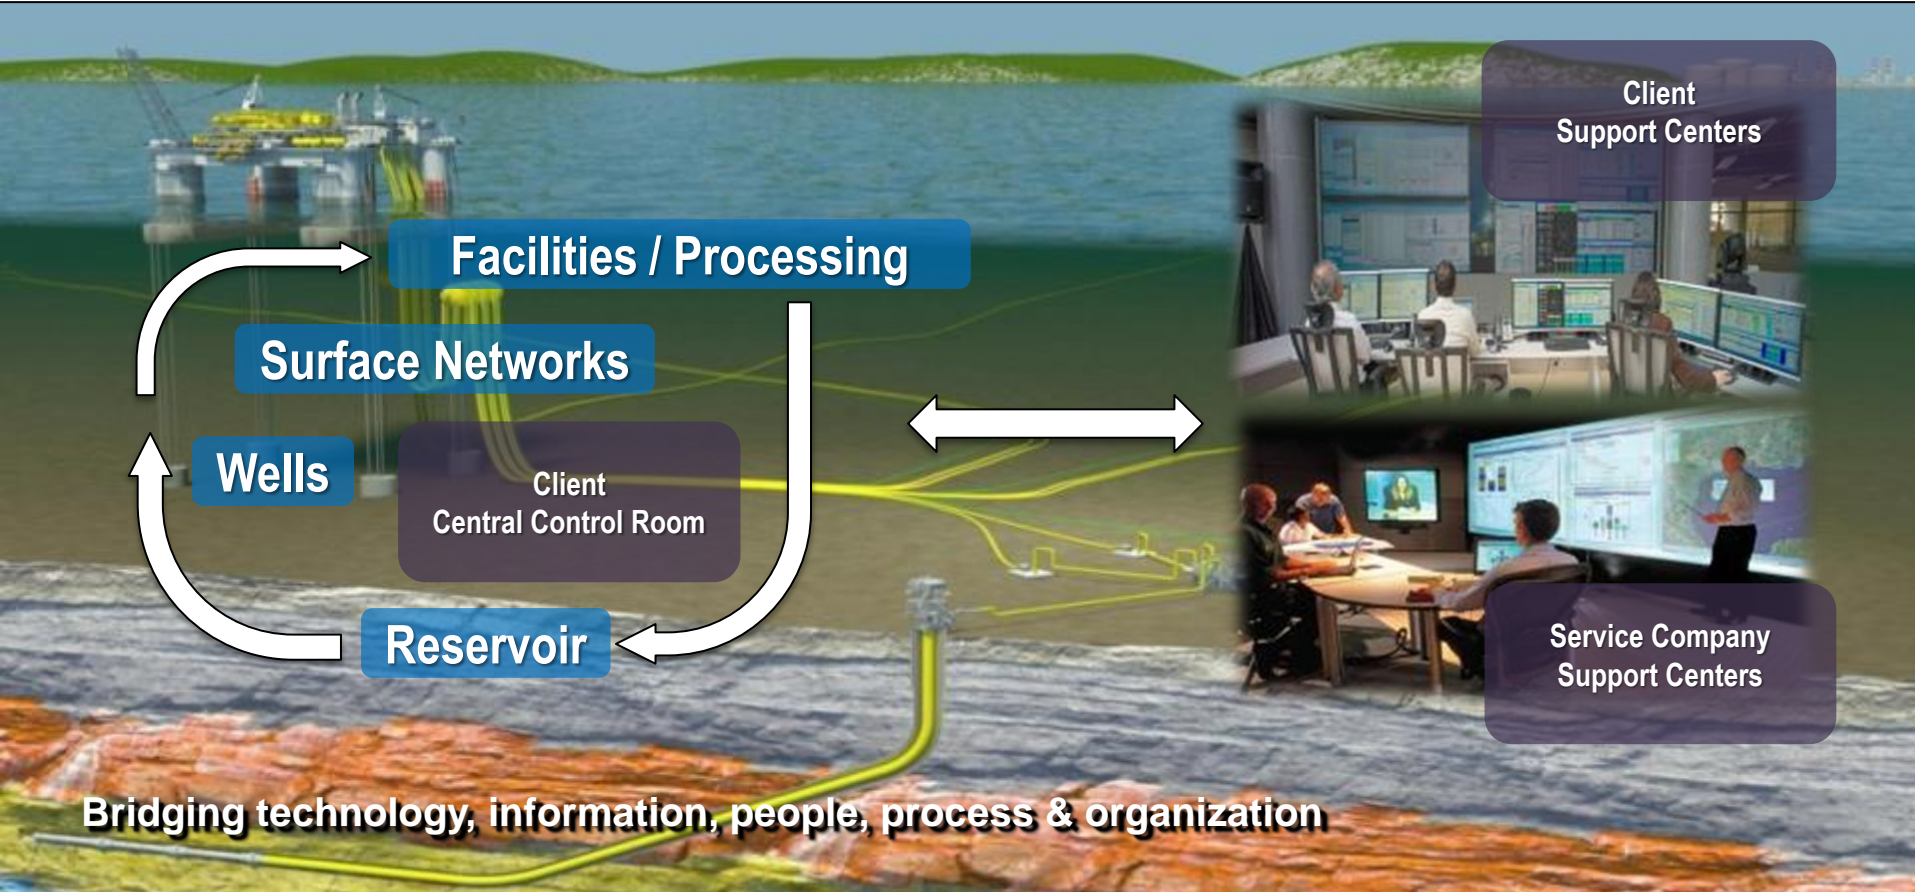 Client
Support Centers
Facilities / Processing
Surface Networks
Wells
Client
Central Control Room
Reservoir
Service Company
Support Centers
Bridging technology, information, people, process & organization